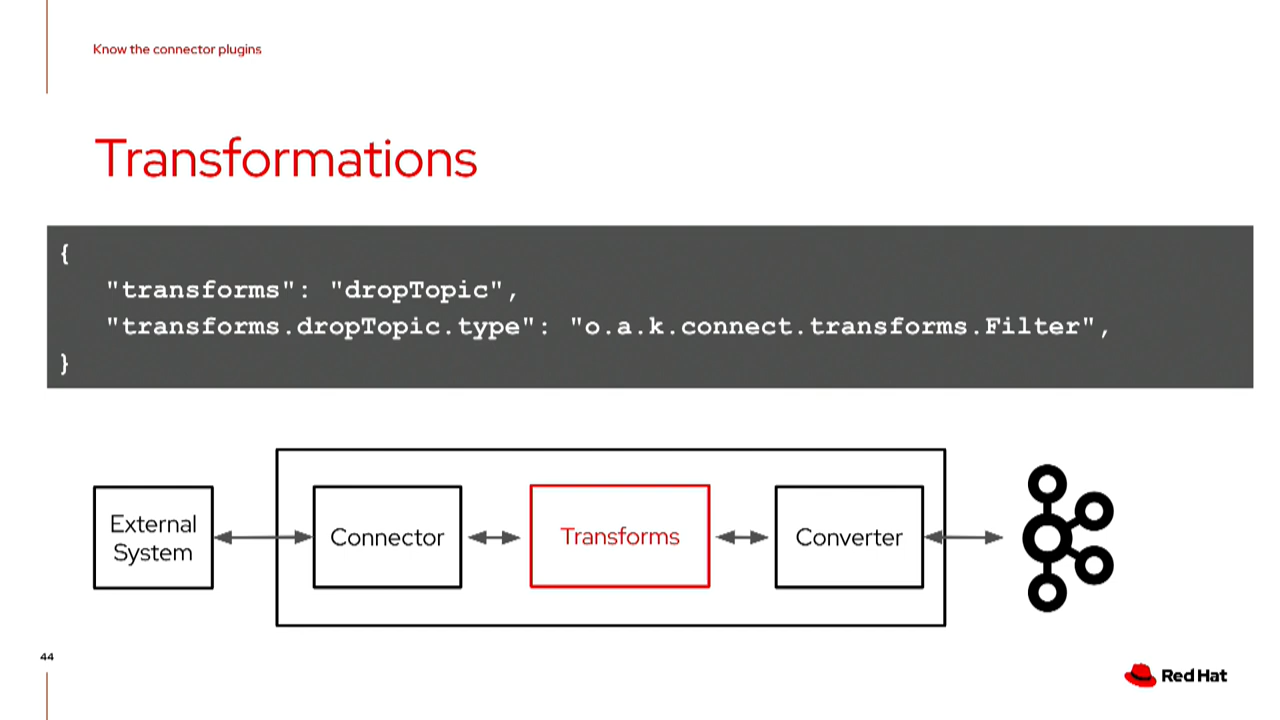 Know the connector plugins
Transformations
{
"transforms": "dropTopic",
"transforms.dropTopic.type": "o.a.k.connect.transforms.Filter",
}
External
System
Connector
Transforms
Converter
44
Red Hat